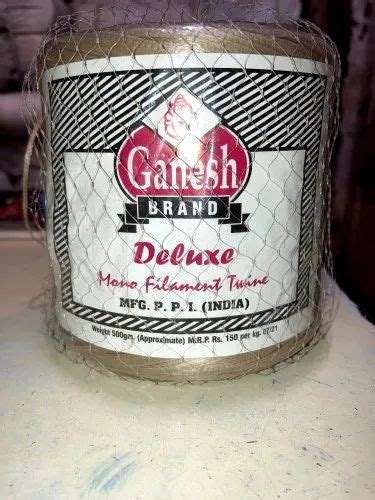 Ganesh
BRAND
Deluxe
Mono Filament Twine
MFG. P. P. I. (INDIA)
Weight 500gm. (Approximate) M.R.P. Rs. 150 per kg. 07/21